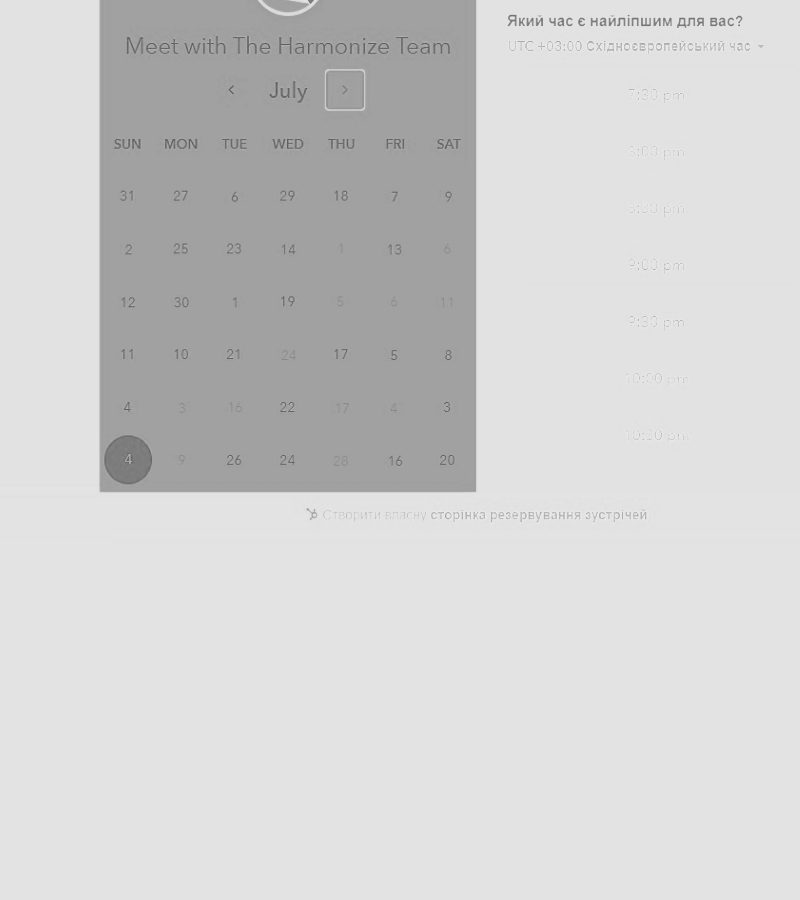 Meet with The Harmonize Team
July
SUN MON TUE WED THU FRI SAT
31 27 6 29 18 7 9
2 25 23 14 1 13 6
12 30 1 19 5 6 11
11 10 21 24 17 5 8
4 3 16 22 17 4 3
4 9 26 24 28 16 20
Який час є найліпшим для вас?
UTC +03:00 Східноєвропейський час
7:30 pm
8:00 pm
8:30 pm
9:00 pm
9:30 pm
10:00 pm
10:30 pm
Створити власну сторінка резервування зустрічей